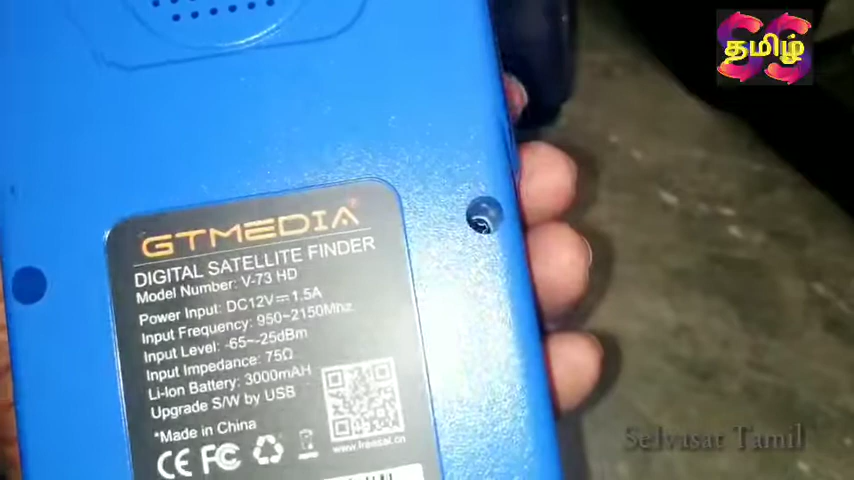 தமிழ்
GTMEDIA
DIGITAL SATELLITE FINDER
Model Number: V-73 HD
Power Input: DC12V⎓1.5A
Input Frequency: 950~2150Mhz
Input Level: -65~-25dBm
Input Impedance: 75Ω
Li-ion Battery: 3000mAH
Upgrade S/W by USB
*Made in China
www.freesat.cn
CE FC
Selvasat Tamil